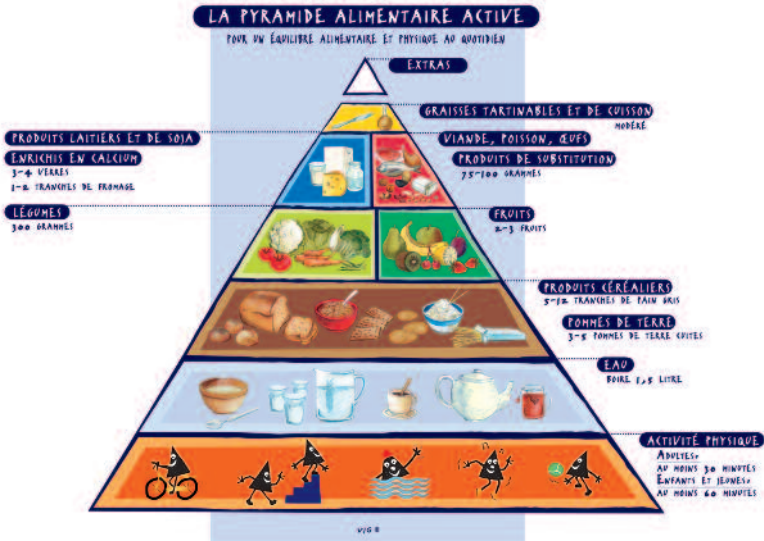 LA PYRAMIDE ALIMENTAIRE ACTIVE
POUR UN ÉQUILIBRE ALIMENTAIRE ET PHYSIQUE AU QUOTIDIEN
EXTRAS
GRAISSES TARTINABLES ET DE CUISSON
MODÉRÉ
PRODUITS LAITIERS ET DE SOJA
ENRICHIS EN CALCIUM
3-4 VERRES
1-2 TRANCHES DE FROMAGE
VIANDE, POISSON, ŒUFS
PRODUITS DE SUBSTITUTION
75-100 GRAMMES
LÉGUMES
300 GRAMMES
FRUITS
2-3 FRUITS
PRODUITS CÉRÉALIERS
5-12 TRANCHES DE PAIN GRIS
POMMES DE TERRE
3-5 POMMES DE TERRE CUITES
EAU
BOIRE 1,5 LITRE
ACTIVITÉ PHYSIQUE
ADULTES:
AU MOINS 30 MINUTES
ENFANTS ET JEUNES:
AU MOINS 60 MINUTES